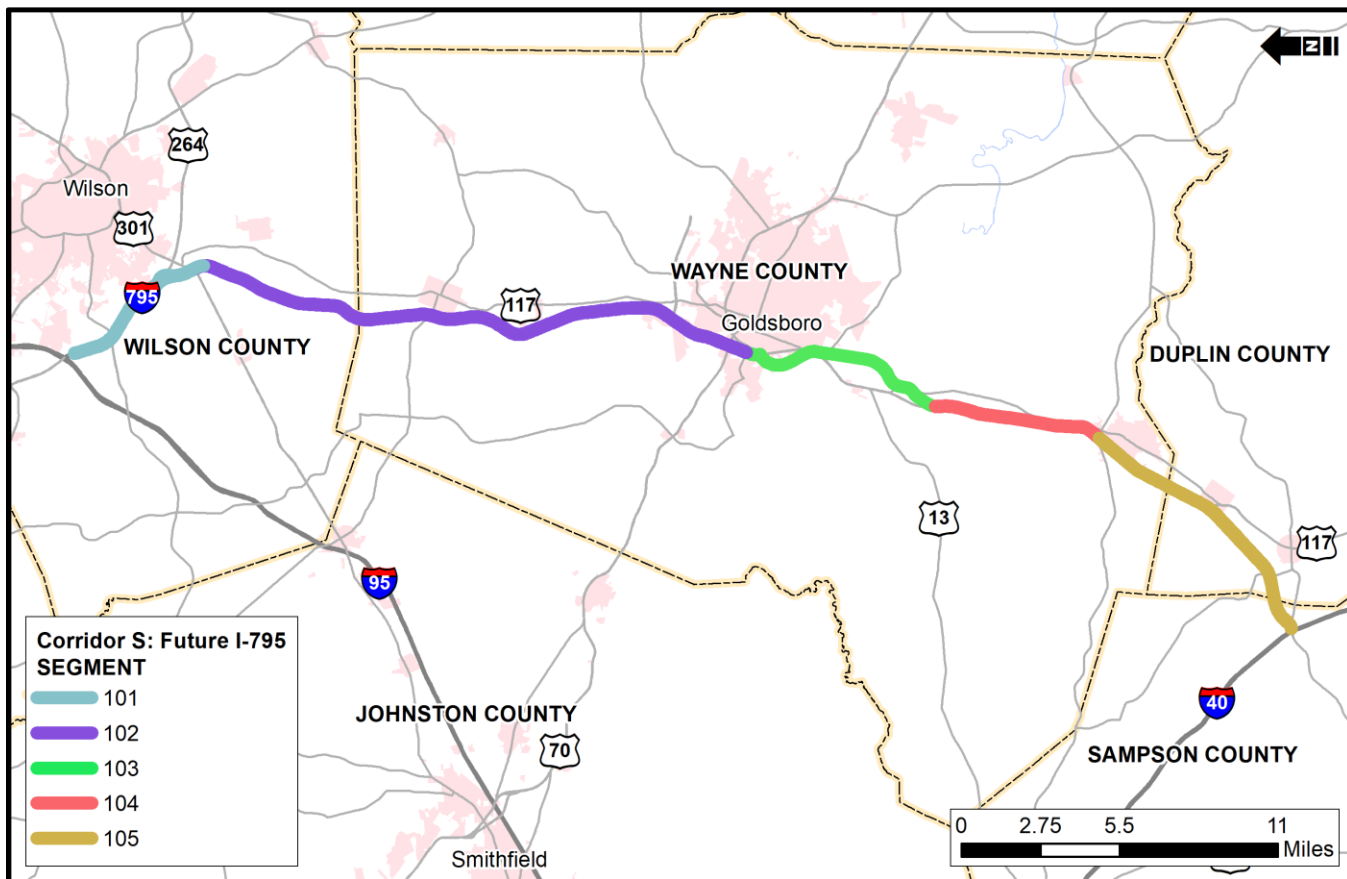 N
264
Wilson
301
WAYNE COUNTY
795
117
Goldsboro
WILSON COUNTY
DUPLIN COUNTY
13
117
95
Corridor S: Future I-795
SEGMENT
101
102
103
104
105
JOHNSTON COUNTY
40
70
SAMPSON COUNTY
0 2.75 5.5 11
Miles
Smithfield